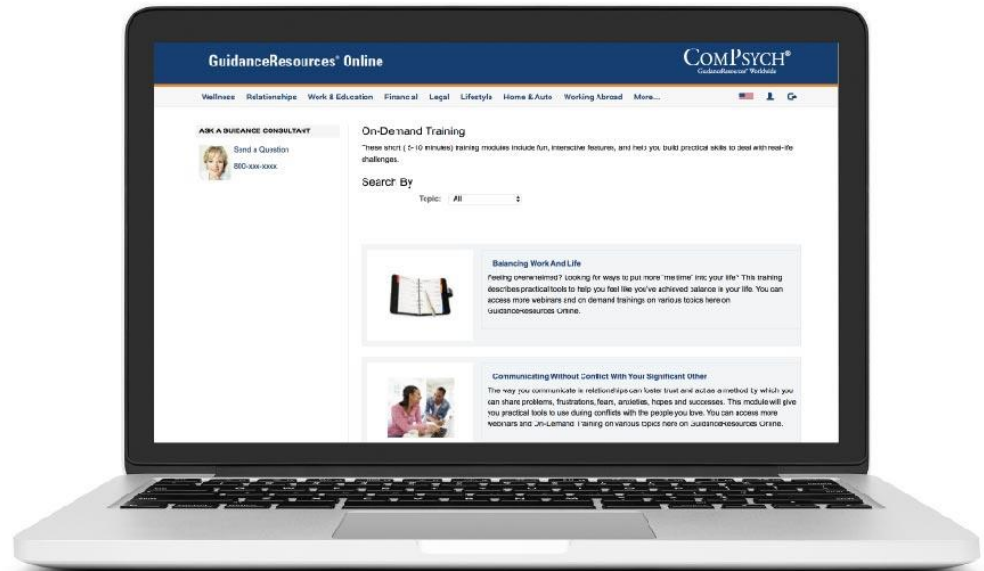 GuidanceResources® Online
COMPSYCH®
GuidanceResources® Worldwide
Wellness Relationships Work & Education Financial Legal Lifestyle Home & Auto Working Abroad More...
ASK A GUIDANCE CONSULTANT
Send a Question
800-xxx-xxxx
On-Demand Training
These short ( 5-10 minutes) training modules include fun, interactive features, and help you build practical skills to deal with real-life
challenges.
Search By
Topic: All
Balancing Work And Life
Feeling overwhelmed? Looking for ways to put more "me time" into your life? This training
describes practical tools to help you feel like you've achieved balance in your life. You can
access more webinars and on demand trainings on various topics here on
GuidanceResources Online.
Communicating Without Conflict With Your Significant Other
The way you communicate in relationships can foster trust and act as a method by which you
can share problems, frustrations, fears, anxieties, hopes and successes. This module will give
you practical tools to use during conflicts with the people you love. You can access more
webinars and On-Demand Training on various topics here on GuidanceResources Online.